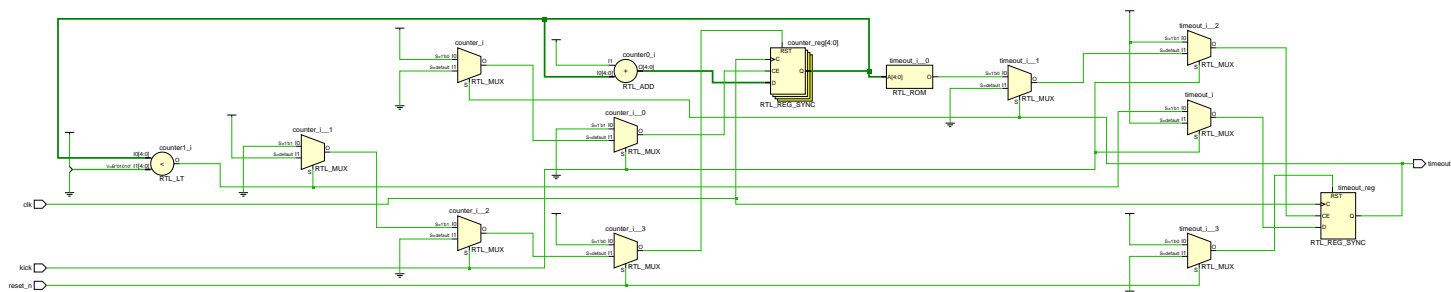 timeout_i__2
S=1'b1 I0
S=default I1
O
S
RTL_MUX
counter_i
S=1'b0 I0
S=default I1
O
S
RTL_MUX
counter0_i
I1
I0[4:0]
+
O[4:0]
RTL_ADD
counter_reg[4:0]
RST
C
CE
D
Q
RTL_REG_SYNC
timeout_i__0
A[4:0]
O
RTL_ROM
timeout_i__1
S=1'b0 I0
S=default I1
O
S
RTL_MUX
timeout_i
S=1'b1 I0
S=default I1
O
S
RTL_MUX
counter_i__0
S=1'b1 I0
S=default I1
O
S
RTL_MUX
counter_i__1
S=1'b1 I0
S=default I1
O
S
RTL_MUX
counter1_i
I0[4:0]
I1[4:0]
<
O
RTL_LT
timeout
clk
timeout_reg
RST
C
CE
D
Q
RTL_REG_SYNC
counter_i__2
S=1'b1 I0
S=default I1
O
S
RTL_MUX
counter_i__3
S=1'b0 I0
S=default I1
O
S
RTL_MUX
timeout_i__3
S=1'b0 I0
S=default I1
O
S
RTL_MUX
kick
reset_n